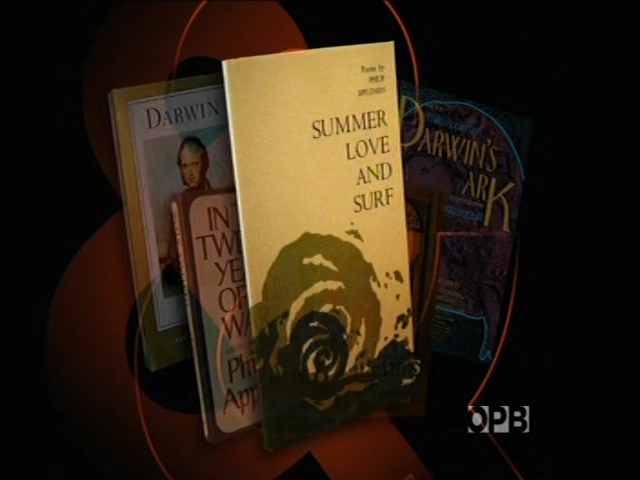 Poems by
PHILIP
APPLEMAN
SUMMER
LOVE
AND
SURF
DARWIN
DARWIN'S
ARK
IN
TWE
YE
OF
WA
Phi
App
OPB